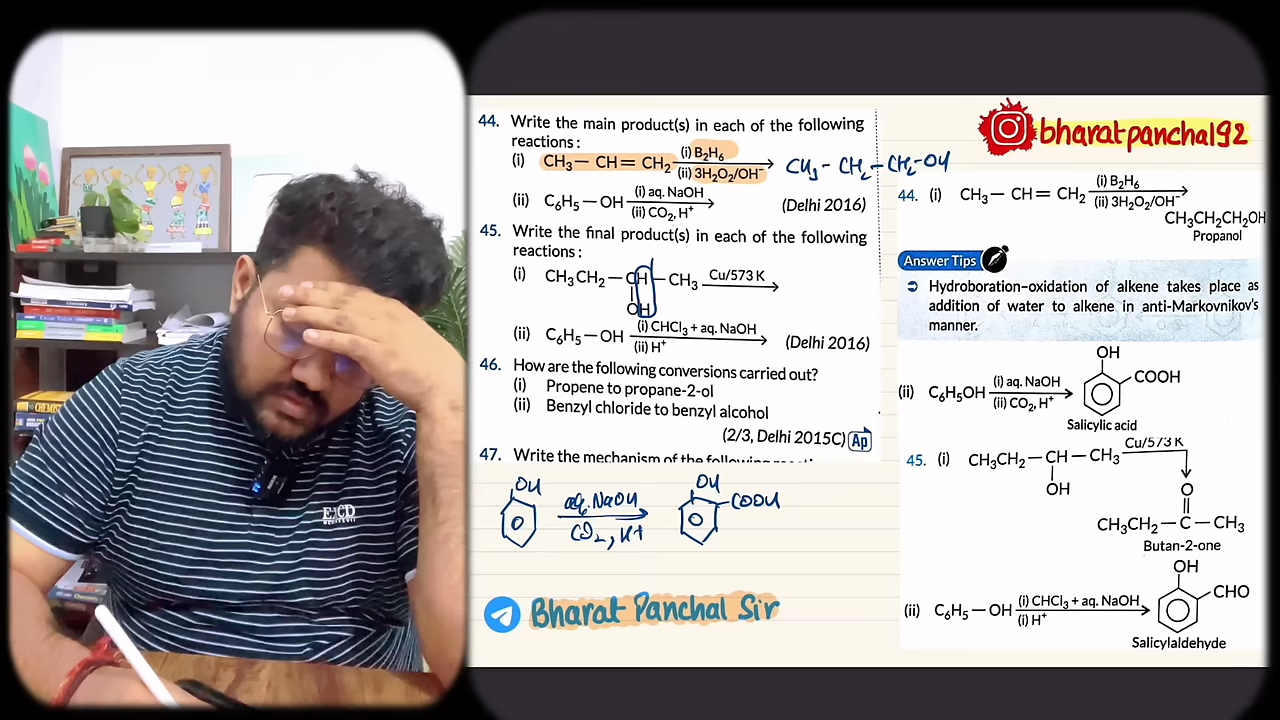 44. Write the main product(s) in each of the following
reactions :
(i) CH₃— CH = CH₂ (i) B₂H₆ (ii) 3H₂O₂/OH⁻ CH₃ - CH₂ - CH₂-OH
(ii) C₆H₅ — OH (i) aq. NaOH (ii) CO₂, H⁺ (Delhi 2016)
45. Write the final product(s) in each of the following
reactions :
(i) CH₃CH₂ — CH — CH₃ Cu/573 K
OH
(ii) C₆H₅ — OH (i) CHCl₃ + aq. NaOH (ii) H⁺ (Delhi 2016)
46. How are the following conversions carried out?
(i) Propene to propane-2-ol
(ii) Benzyl chloride to benzyl alcohol
(2/3, Delhi 2015C) Ap
47. Write the mechanism of the following
OH aq. NaOH CO₂, H⁺ OH COOH
Bharat Panchal Sir
bharatpanchal92
44. (i) CH₃ — CH = CH₂ (i) B₂H₆ (ii) 3H₂O₂/OH⁻
CH₃CH₂CH₂OH
Propanol
Answer Tips
Hydroboration-oxidation of alkene takes place as
addition of water to alkene in anti-Markovnikov's
manner.
OH
(ii) C₆H₅OH (i) aq. NaOH (ii) CO₂, H⁺ COOH
Salicylic acid
45. (i) CH₃CH₂ — CH — CH₃ Cu/573 K
OH
O
CH₃CH₂ — C — CH₃
Butan-2-one
OH
(ii) C₆H₅ — OH (i) CHCl₃ + aq. NaOH (i) H⁺ CHO
Salicylaldehyde